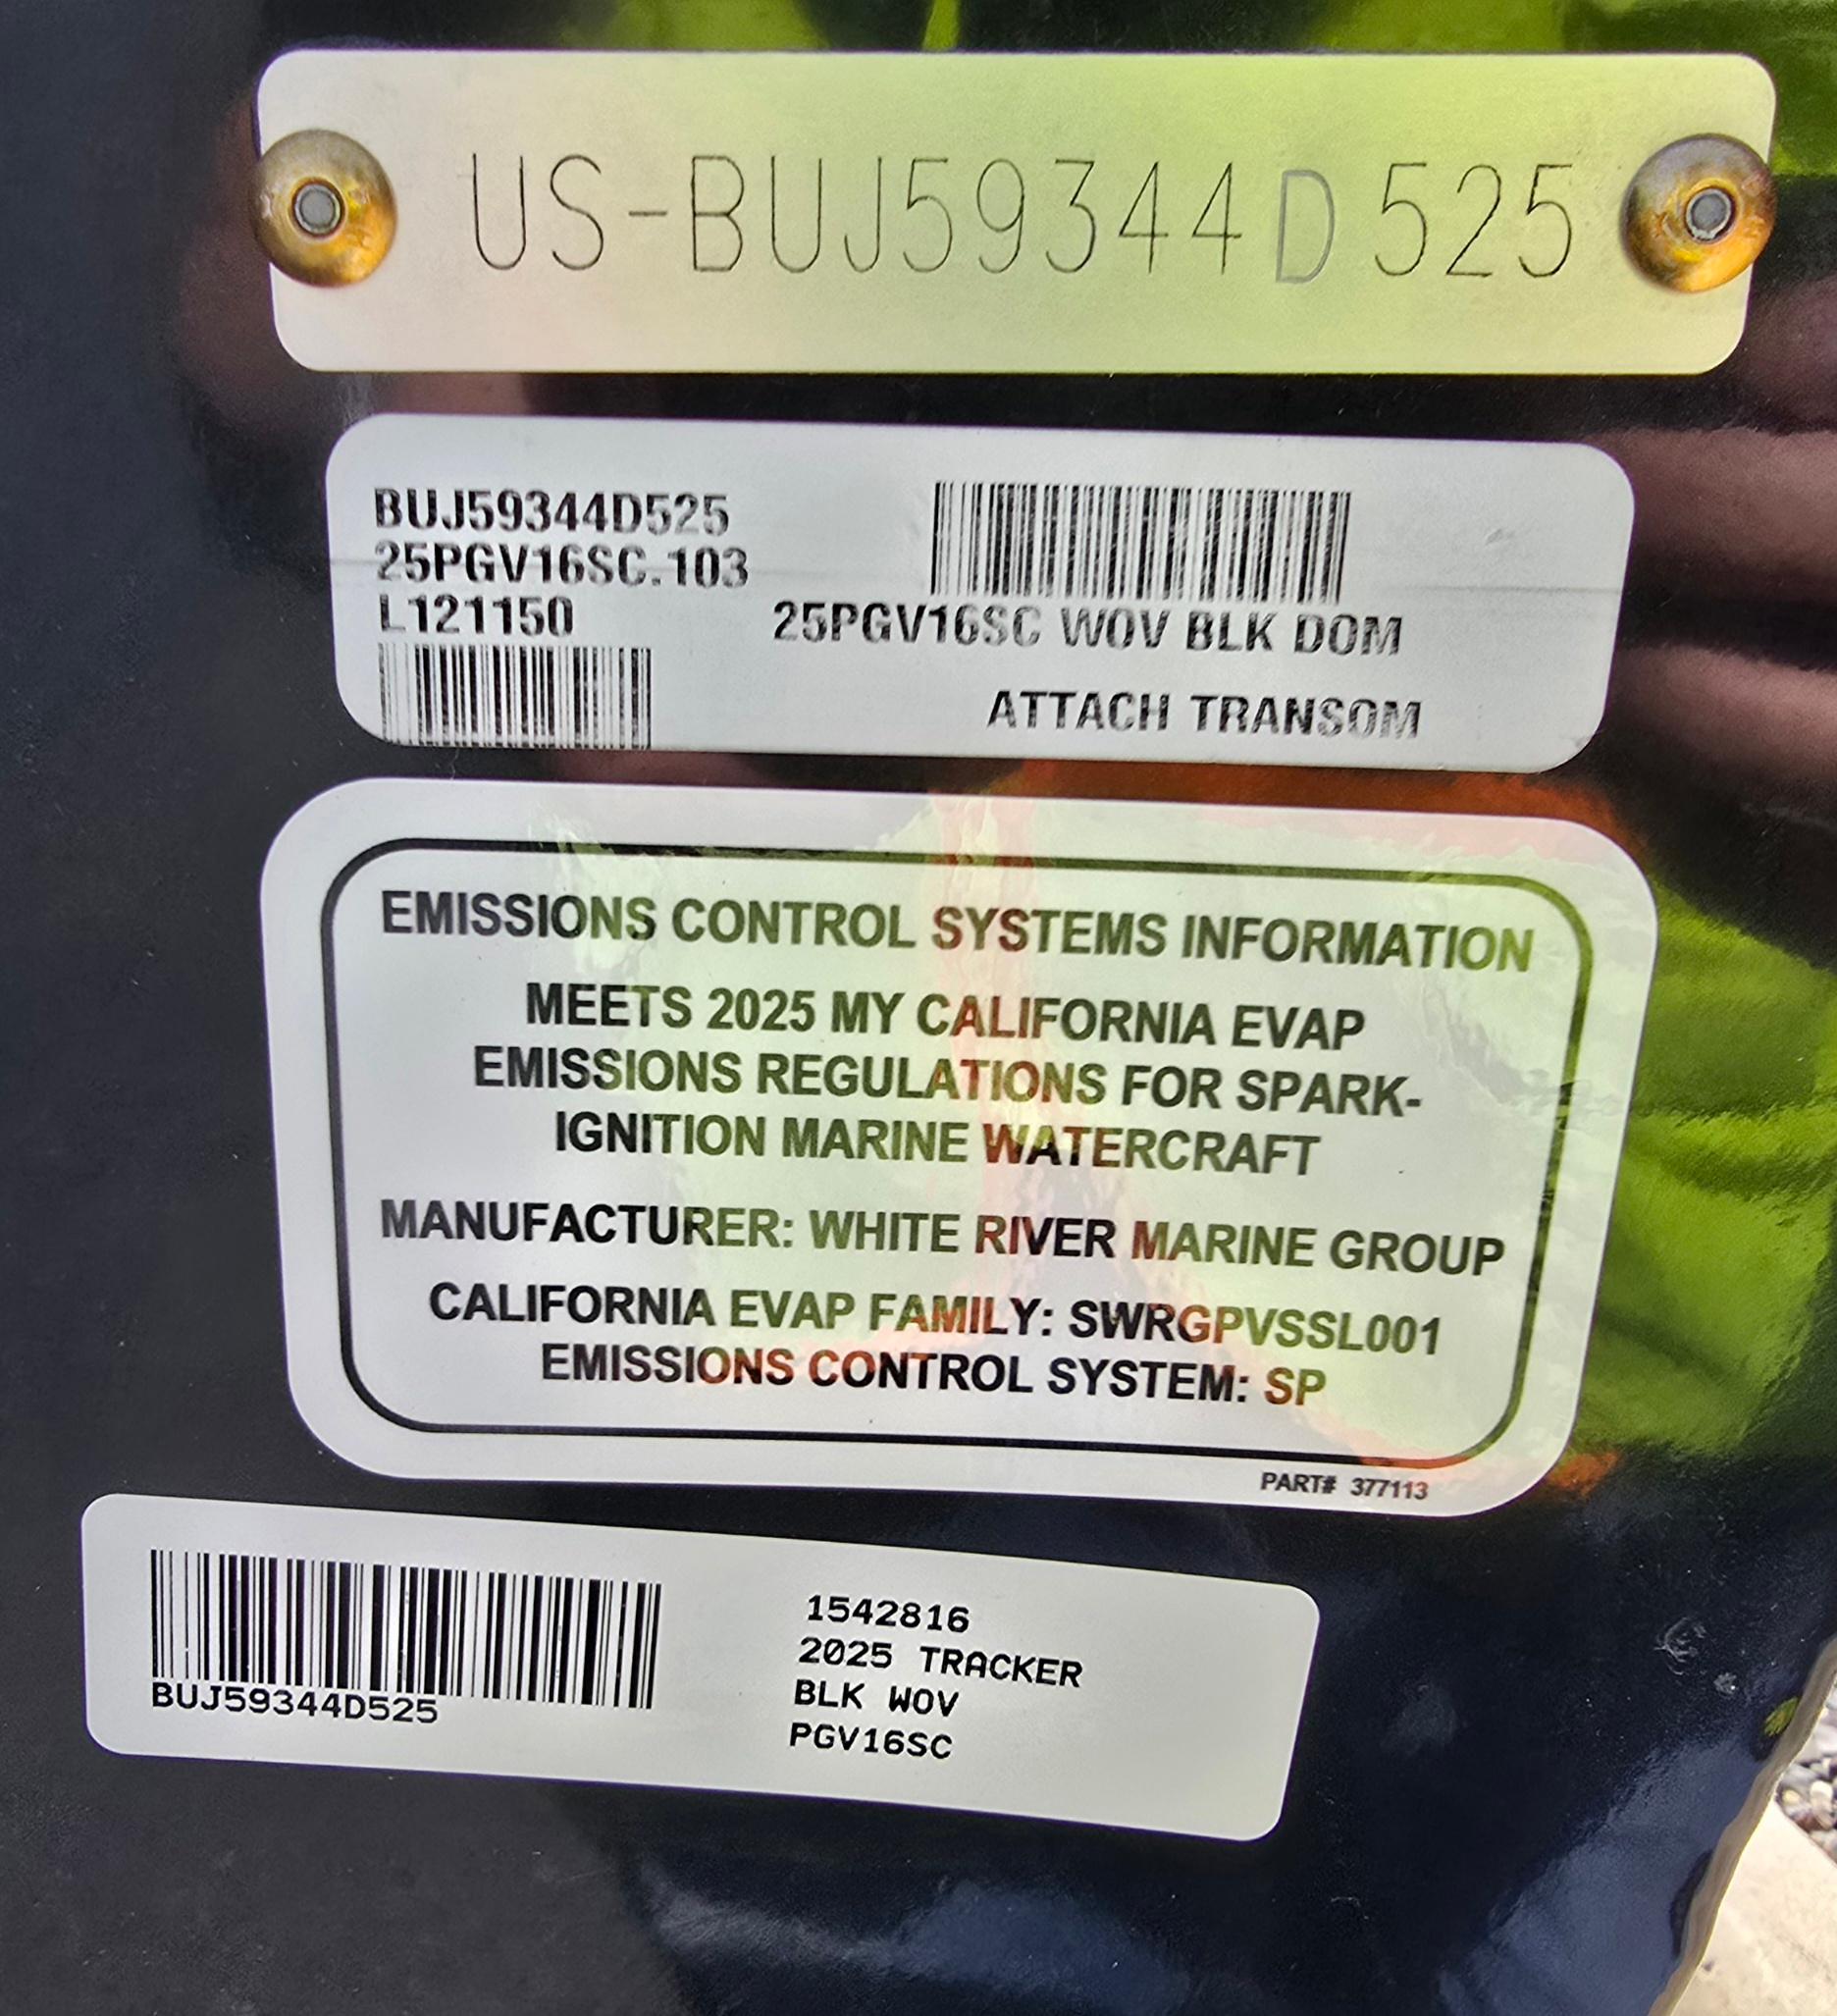 US-BUJ59344D525
BUJ59344D525
25PGV16SC.103
L121150
25PGV16SC WOV BLK DOM
ATTACH TRANSOM
EMISSIONS CONTROL SYSTEMS INFORMATION
MEETS 2025 MY CALIFORNIA EVAP
EMISSIONS REGULATIONS FOR SPARK-
IGNITION MARINE WATERCRAFT
MANUFACTURER: WHITE RIVER MARINE GROUP
CALIFORNIA EVAP FAMILY: SWRGPVSSL001
EMISSIONS CONTROL SYSTEM: SP
PART# 377113
BUJ59344D525
1542816
2025 TRACKER
BLK WOV
PGV16SC